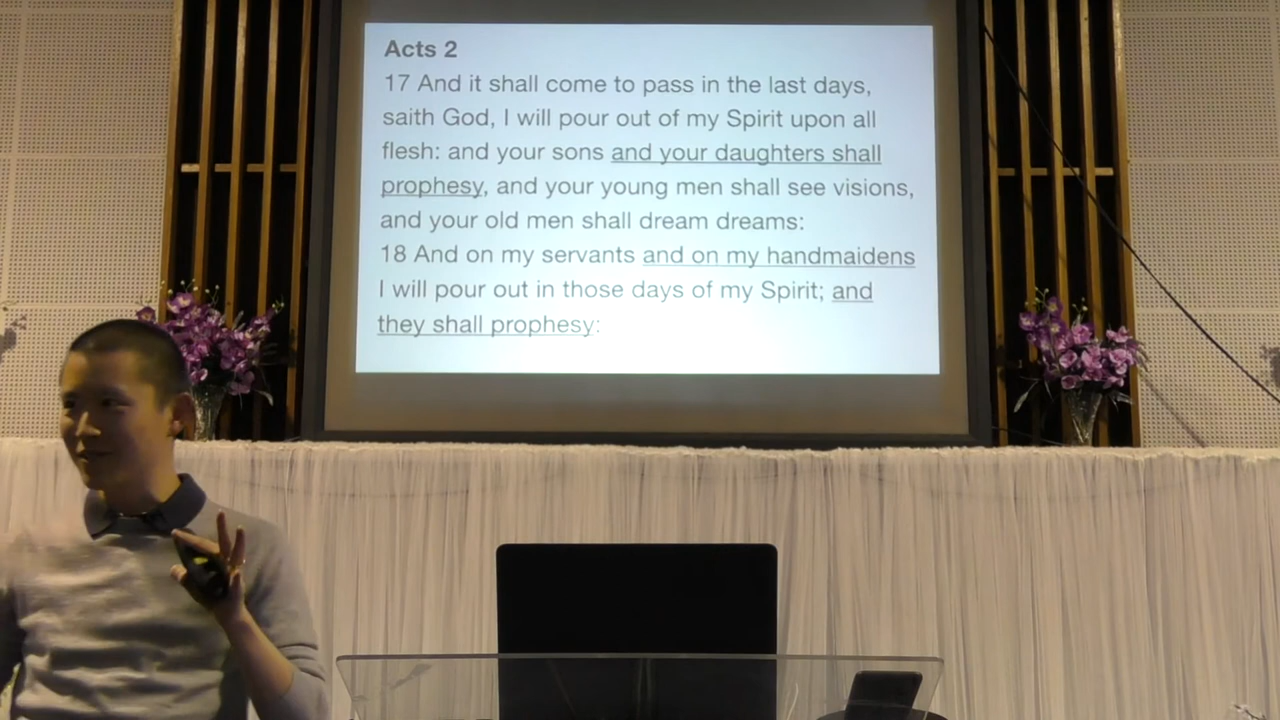 Acts 2
17 And it shall come to pass in the last days,
saith God, I will pour out of my Spirit upon all
flesh: and your sons and your daughters shall
prophesy, and your young men shall see visions,
and your old men shall dream dreams:
18 And on my servants and on my handmaidens
I will pour out in those days of my Spirit; and
they shall prophesy: